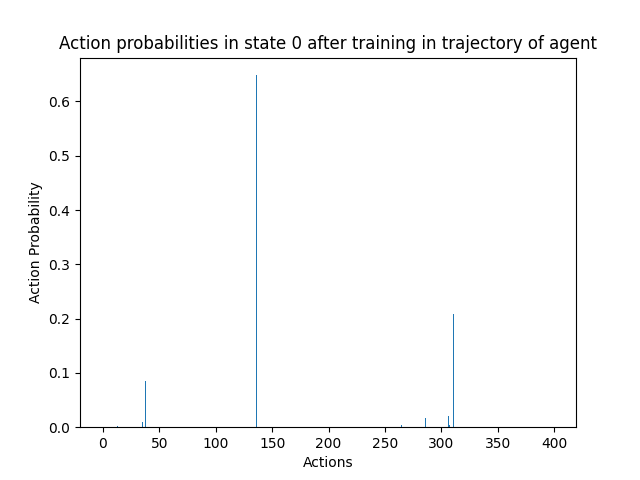 Action probabilities in state 0 after training in trajectory of agent
0.6
0.5
0.4
0.3
0.2
0.1
0.0
Action Probability
0 50 100 150 200 250 300 350 400
Actions